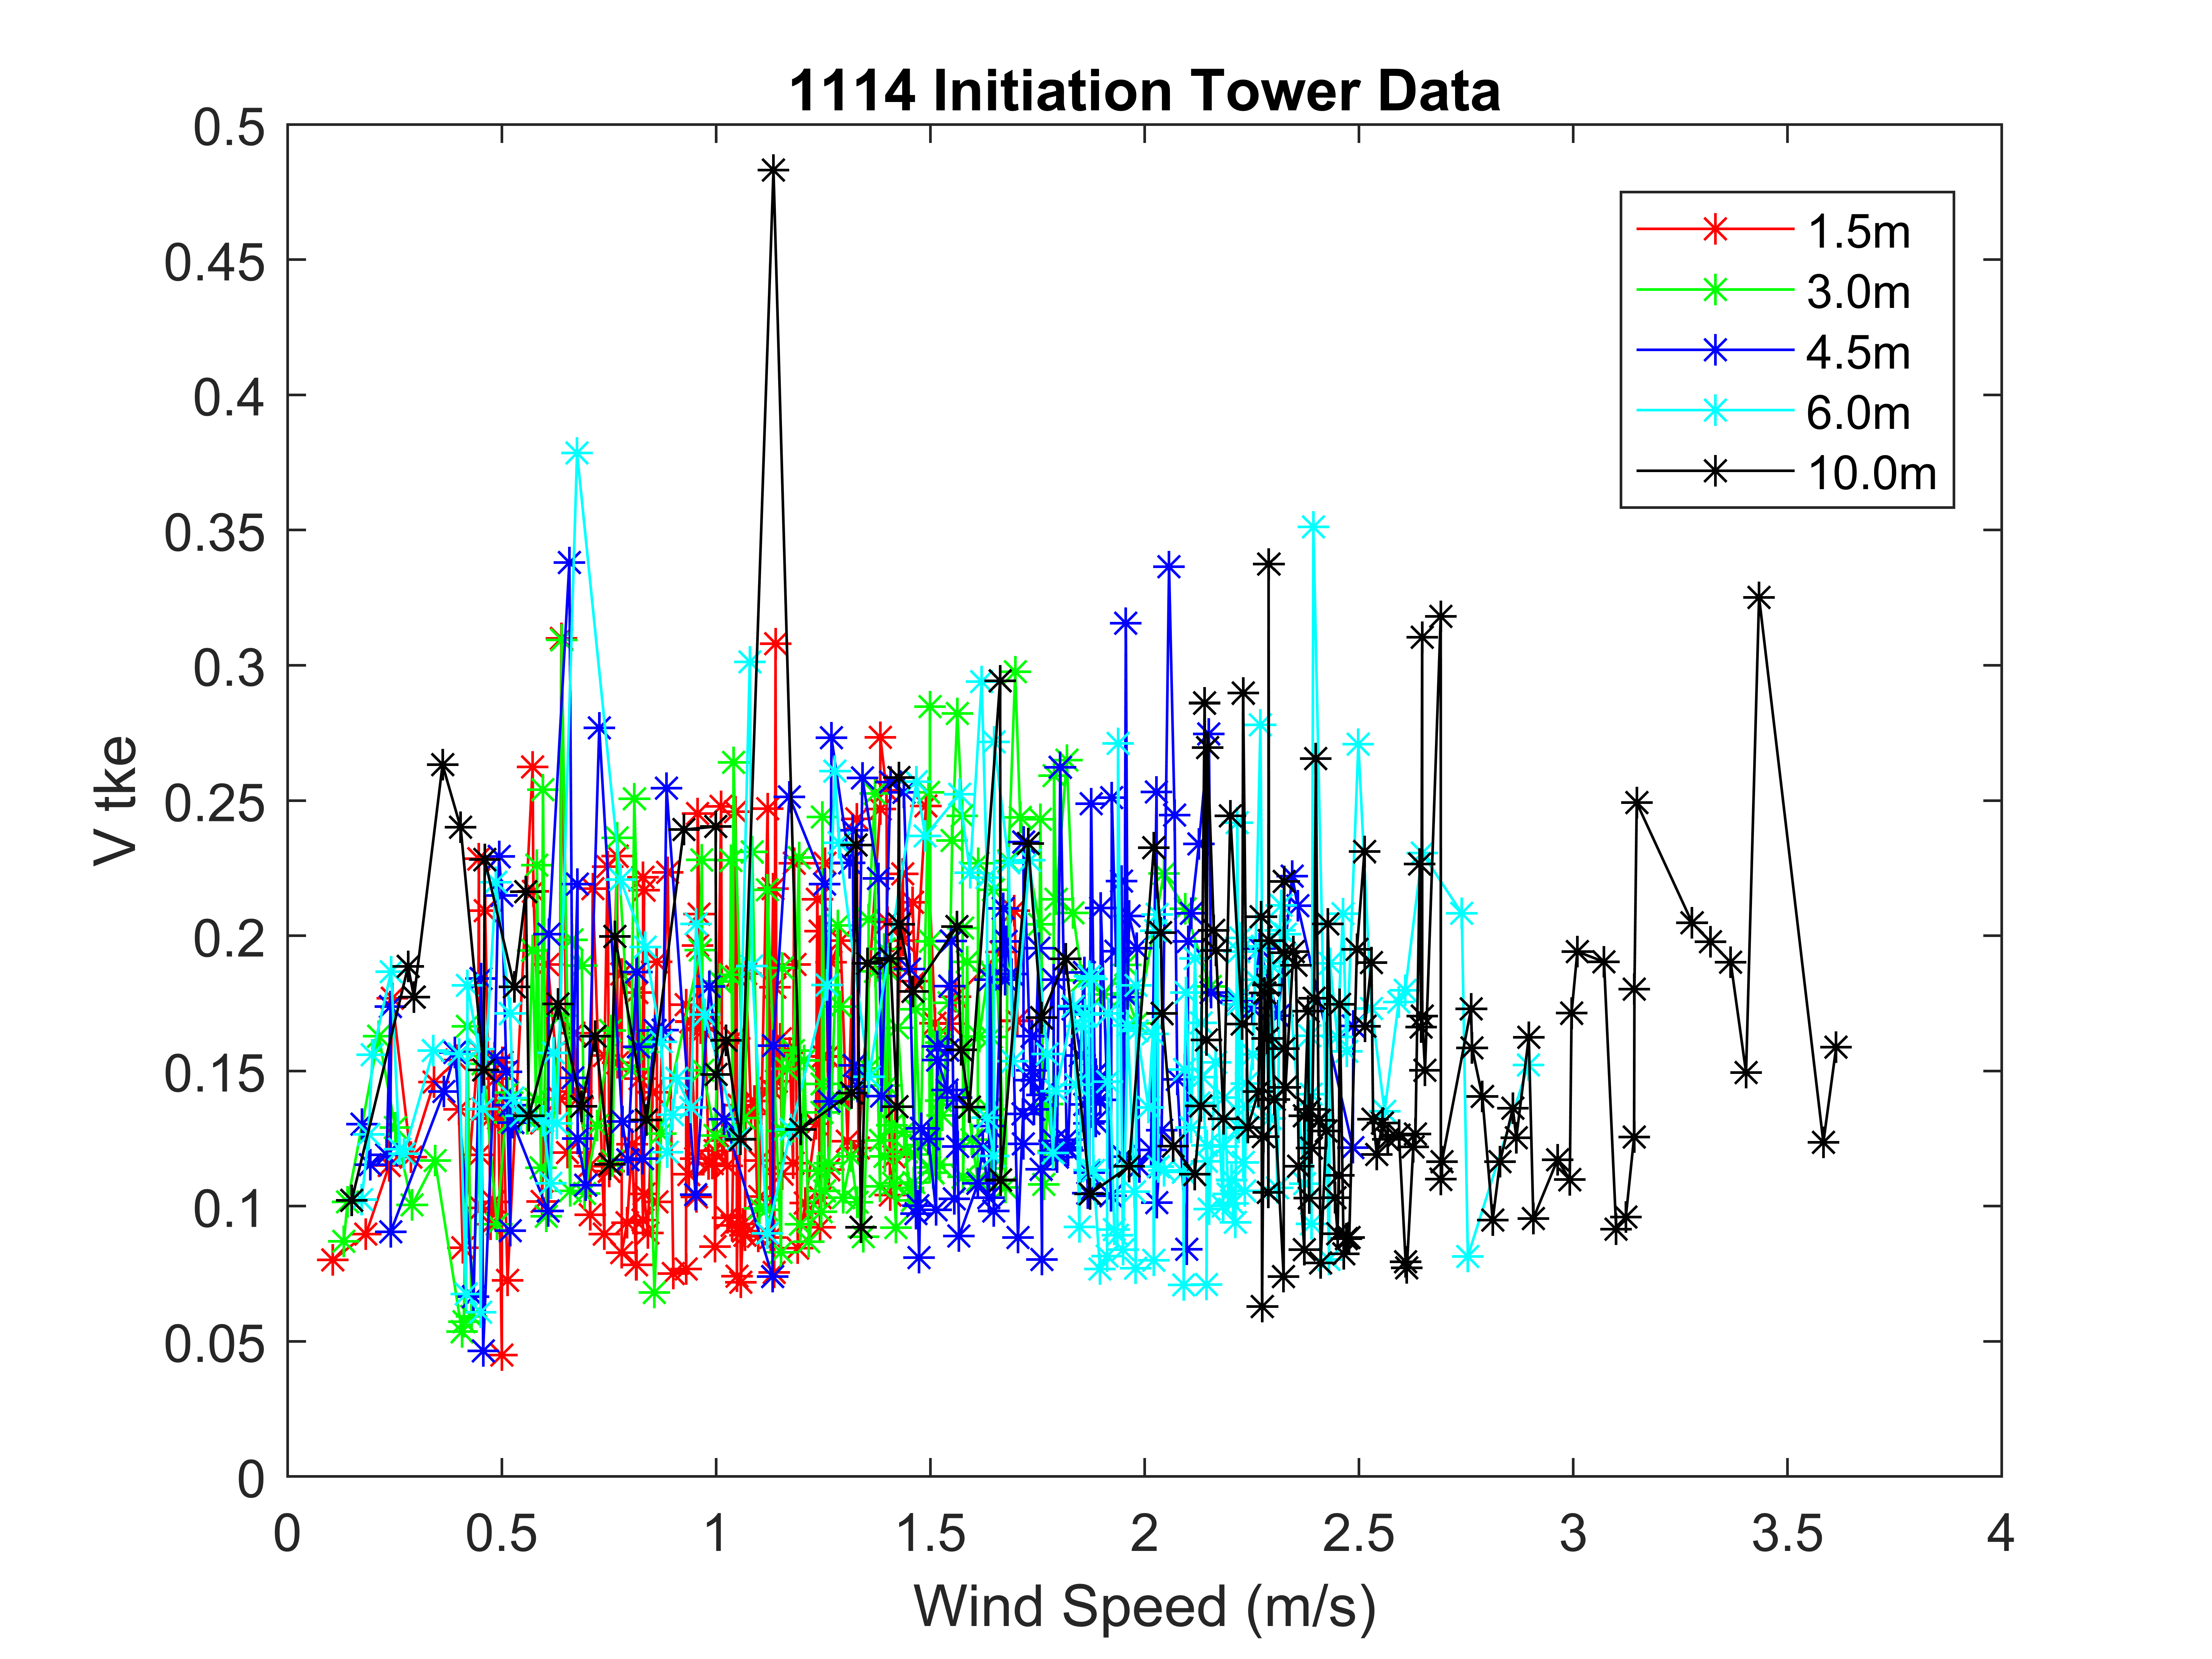 1114 Initiation Tower Data
0.5
0.45
0.4
0.35
0.3
0.25
0.2
0.15
0.1
0.05
0
V tke
1.5m
3.0m
4.5m
6.0m
10.0m
0 0.5 1 1.5 2 2.5 3 3.5 4
Wind Speed (m/s)